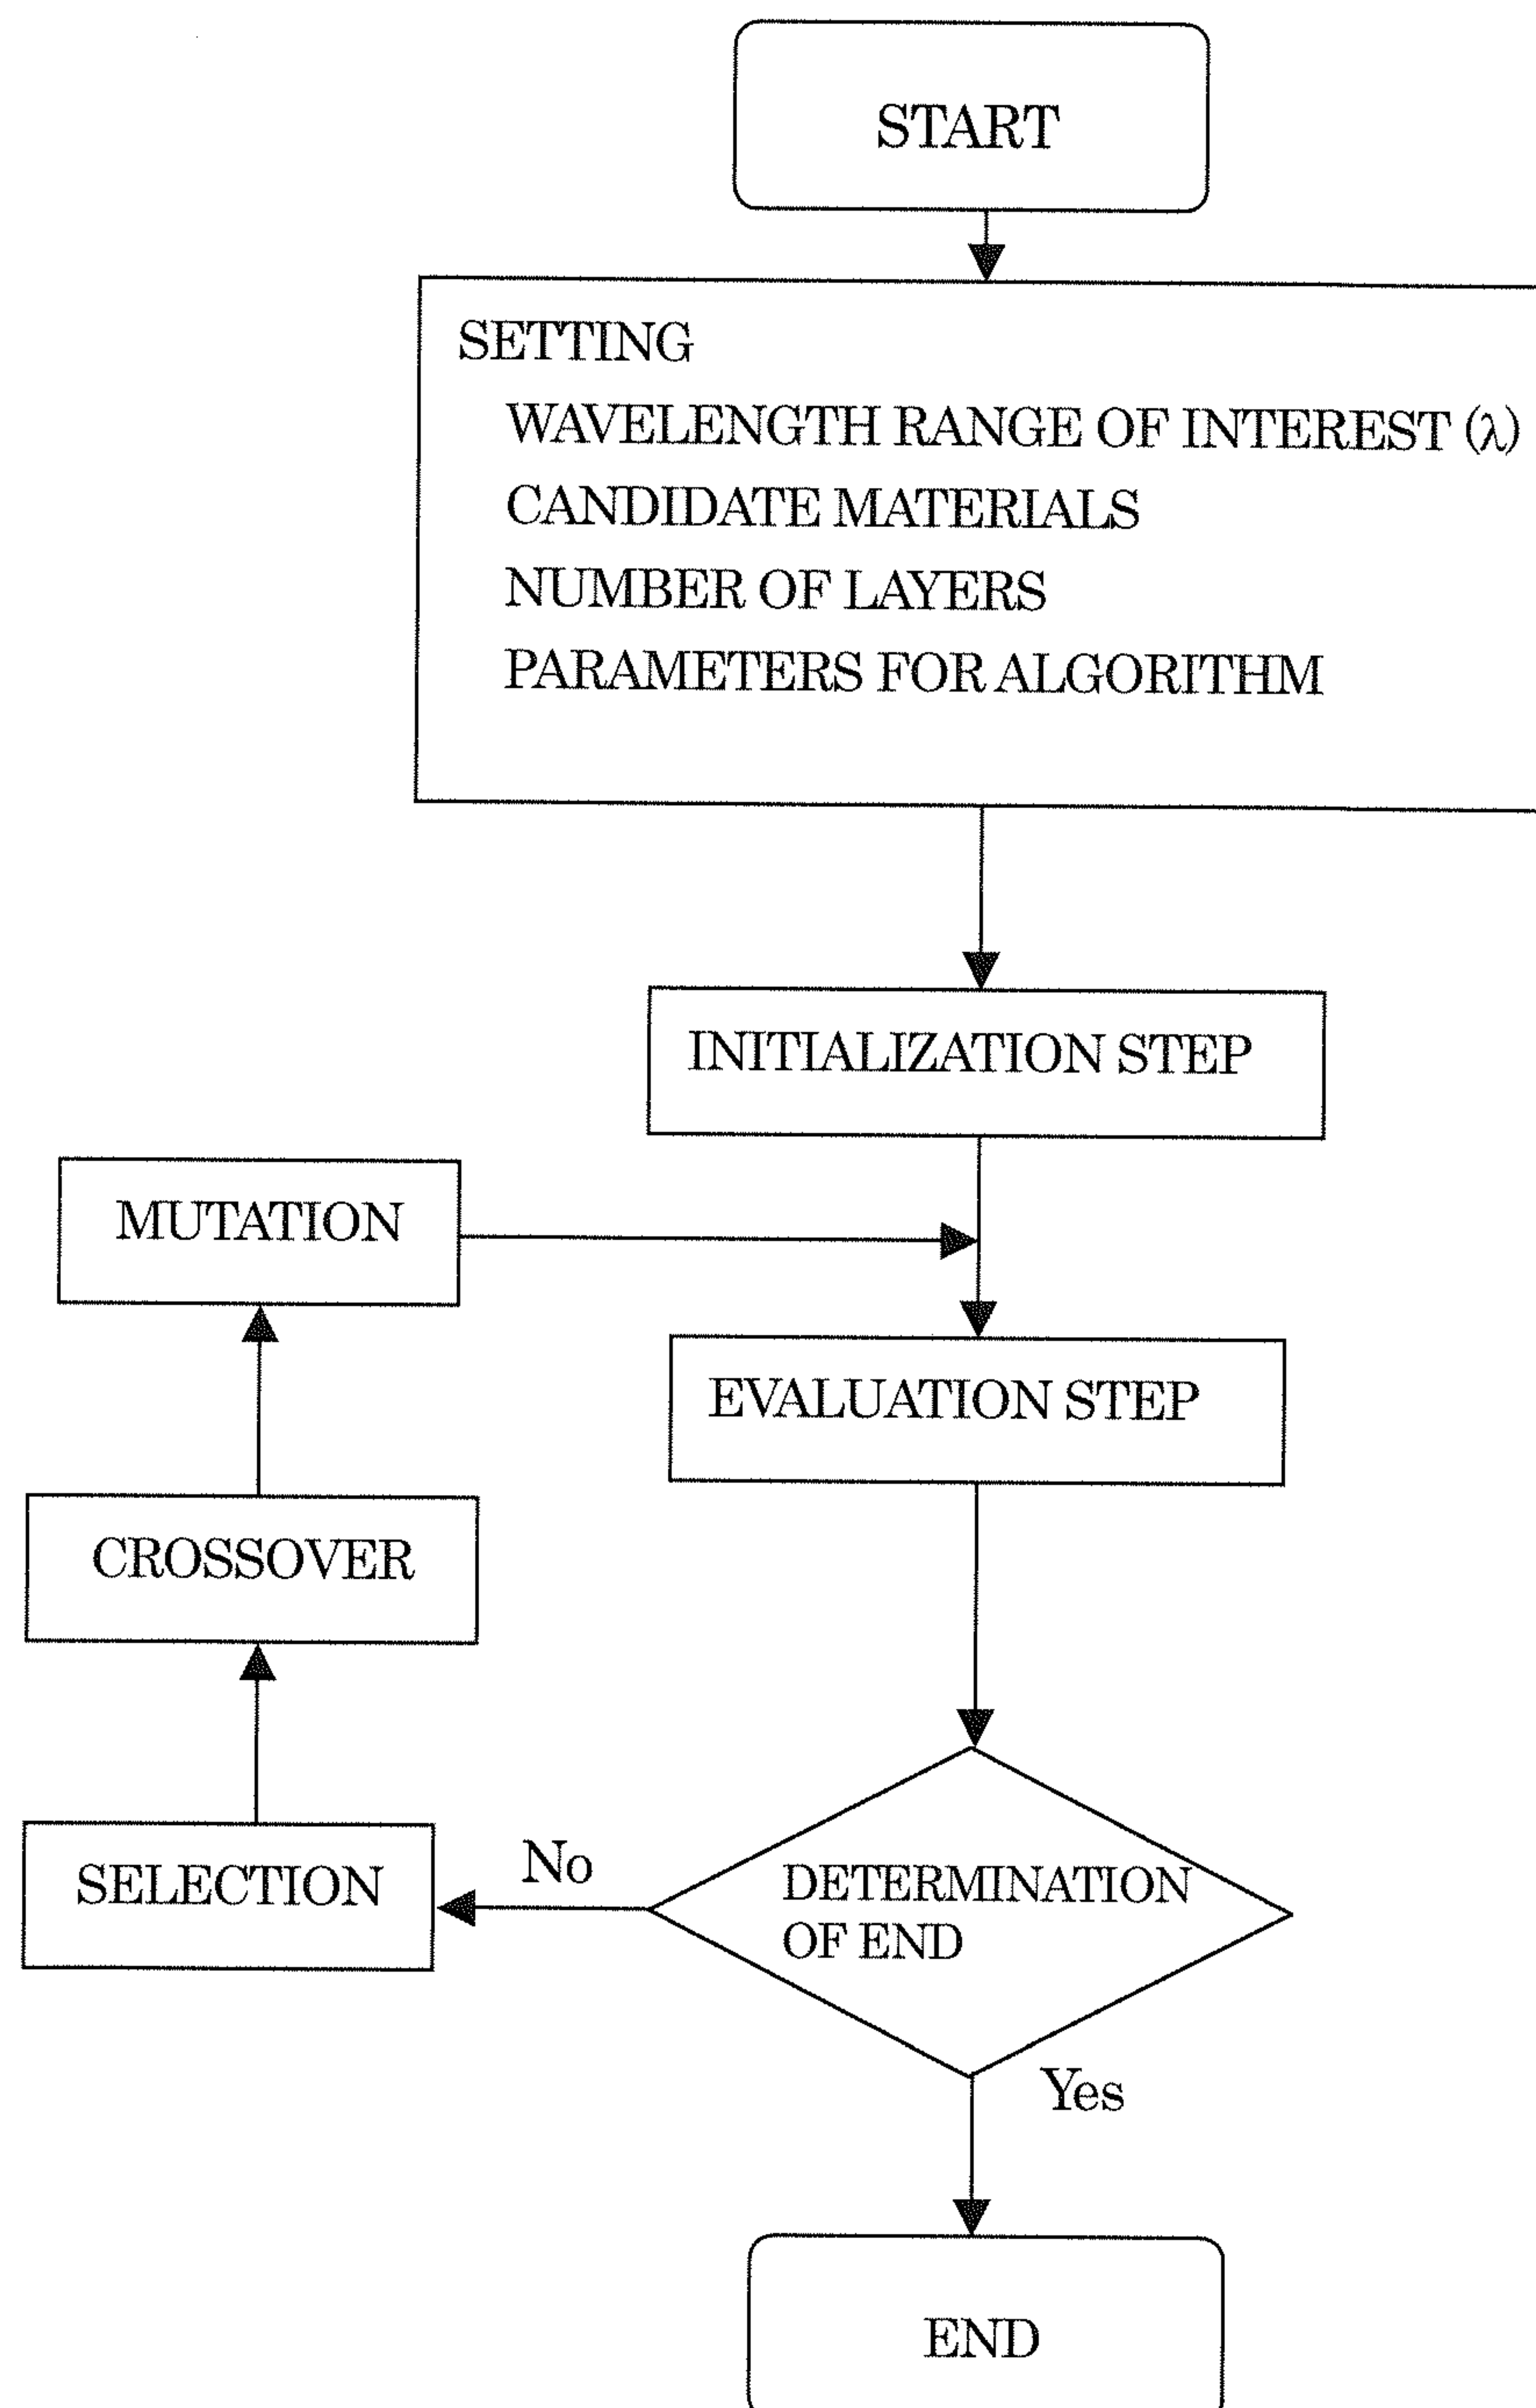 START
SETTING
WAVELENGTH RANGE OF INTEREST (λ)
CANDIDATE MATERIALS
NUMBER OF LAYERS
PARAMETERS FOR ALGORITHM
INITIALIZATION STEP
MUTATION
EVALUATION STEP
CROSSOVER
No
SELECTION
DETERMINATION
OF END
Yes
END